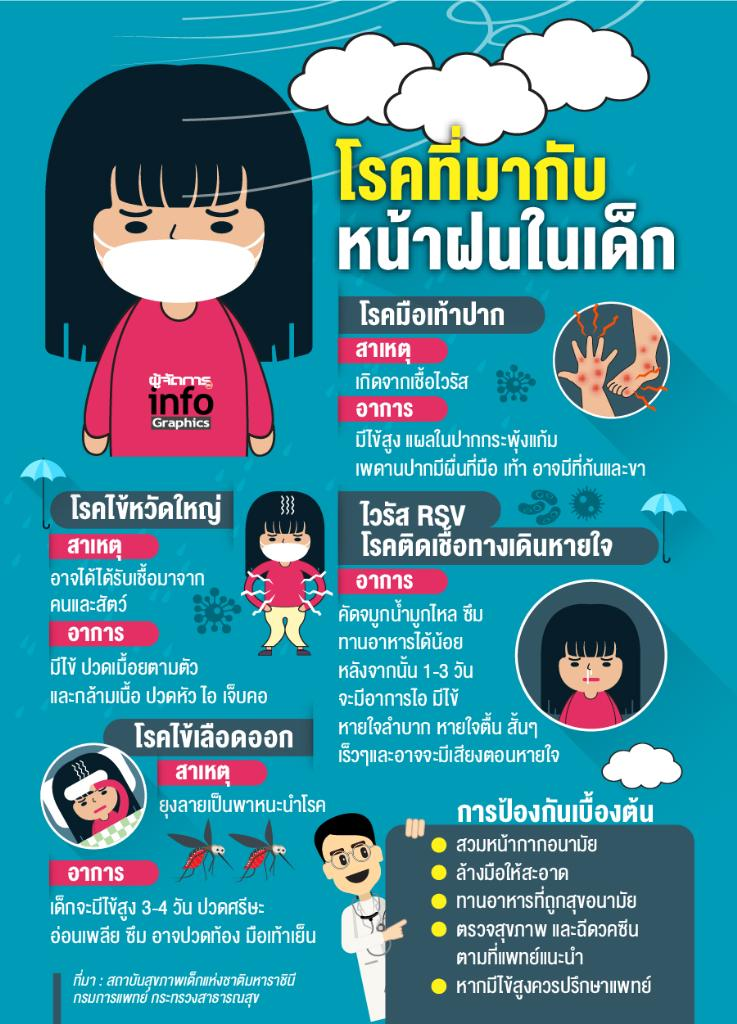 โรคที่มากับ
หน้าฝนในเด็ก
ผู้จัดการ
info
Graphics
โรคมือเท้าปาก
สาเหตุ
เกิดจากเชื้อไวรัส
อาการ
มีไข้สูง แผลในปากกระพุ้งแก้ม
เพดานปากมีผื่นที่มือ เท้า อาจมีที่ก้นและขา
โรคไข้หวัดใหญ่
สาเหตุ
อาจได้ได้รับเชื้อมาจาก
คนและสัตว์
อาการ
มีไข้ ปวดเมื้อยตามตัว
และกล้ามเนื้อ ปวดหัว ไอ เจ็บคอ
ไวรัส RSV
โรคติดเชื้อทางเดินหายใจ
อาการ
คัดจมูกน้ำมูกไหล ซึม
ทานอาหารได้น้อย
หลังจากนั้น 1-3 วัน
จะมีอาการไอ มีไข้
หายใจลำบาก หายใจตื้น สั้นๆ
เร็วๆและอาจจะมีเสียงตอนหายใจ
โรคไข้เลือดออก
สาเหตุ
ยุงลายเป็นพาหนะนำโรค
อาการ
เด็กจะมีไข้สูง 3-4 วัน ปวดศรีษะ
อ่อนเพลีย ซึม อาจปวดท้อง มือเท้าเย็น
การป้องกันเบื้องต้น
สวมหน้ากากอนามัย
ล้างมือให้สะอาด
ทานอาหารที่ถูกสุขอนามัย
ตรวจสุขภาพ และฉีดวคซีน
ตามที่แพทย์แนะนำ
หากมีไข้สูงควรปรึกษาแพทย์
ที่มา : สถาบันสุขภาพเด็กแห่งชาติมหาราชินี
กรมการแพทย์ กระทรวงสาธารณสุข